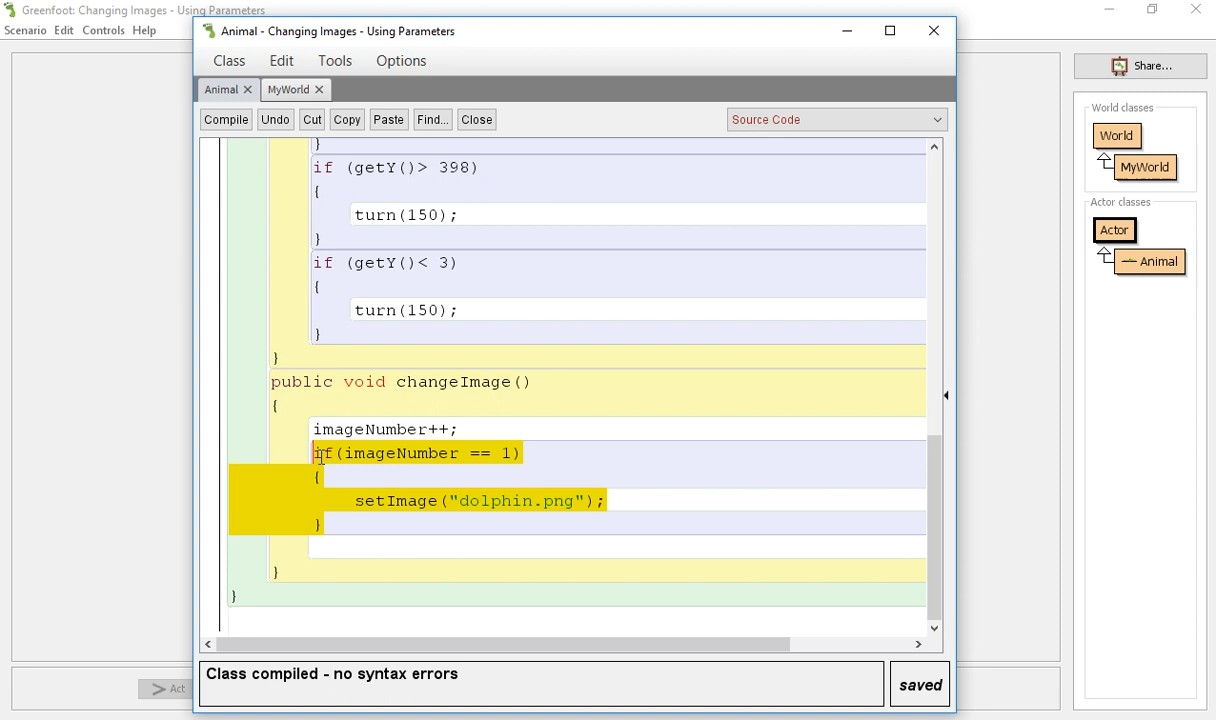 Greenfoot: Changing Images - Using Parameters
Scenario Edit Controls Help
Animal - Changing Images - Using Parameters
Class Edit Tools Options
Animal MyWorld
Compile Undo Cut Copy Paste Find... Close Source Code
}
if (getY()> 398)
{
turn(150);
}
if (getY()< 3)
{
turn(150);
}
}
public void changeImage()
{
imageNumber++;
if(imageNumber == 1)
{
setImage("dolphin.png");
}
}
}
Class compiled - no syntax errors
saved
Act
Share...
World classes
World
MyWorld
Actor classes
Actor
Animal